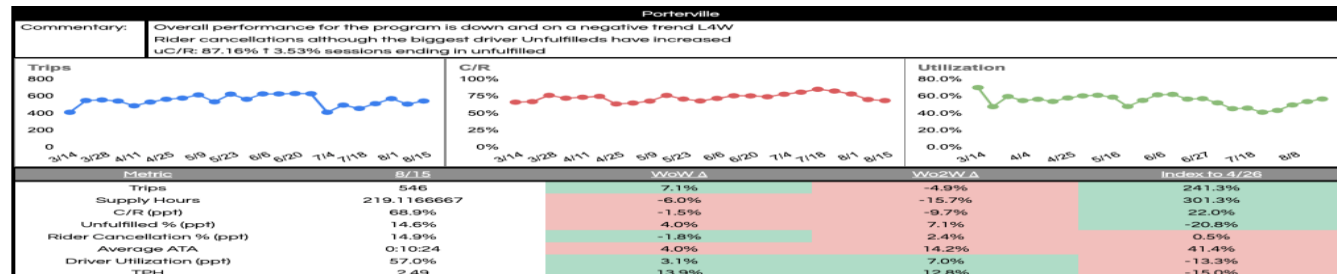 Porterville
Commentary: Overall performance for the program is down and on a negative trend L4W
Rider cancellations although the biggest driver Unfulfilleds have increased
uC/R: 87.16% ↑ 3.53% sessions ending in unfulfilled
Trips
800
600
400
200
0
3/14 3/28 4/11 4/25 5/9 5/23 6/6 6/20 7/4 7/18 8/1 8/15
C/R
100%
75%
50%
25%
0%
3/14 3/28 4/11 4/25 5/9 5/23 6/6 6/20 7/4 7/18 8/1 8/15
Utilization
80.0%
60.0%
40.0%
20.0%
0.0%
3/14 4/4 4/25 5/16 6/6 6/27 7/18 8/8
Metric 8/15 WoW Δ Wo2W Δ Index to 4/26
Trips 546 7.1% -4.9% 241.3%
Supply Hours 219.1166667 -6.0% -15.7% 301.3%
C/R (ppt) 68.9% -1.5% -9.7% 22.0%
Unfulfilled % (ppt) 14.6% 4.0% 7.1% -20.8%
Rider Cancellation % (ppt) 14.9% -1.8% 2.4% 0.5%
Average ATA 0:10:24 4.0% 14.2% 41.4%
Driver Utilization (ppt) 57.0% 3.1% 7.0% -13.3%
TPH 2.49 13.9% 12.8% -15.0%